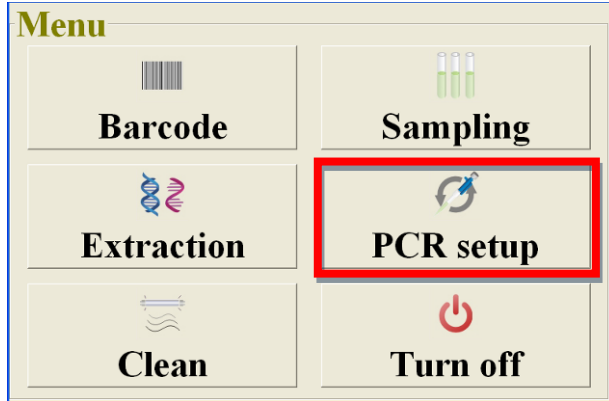 Menu
Barcode
Sampling
Extraction
PCR setup
Clean
Turn off